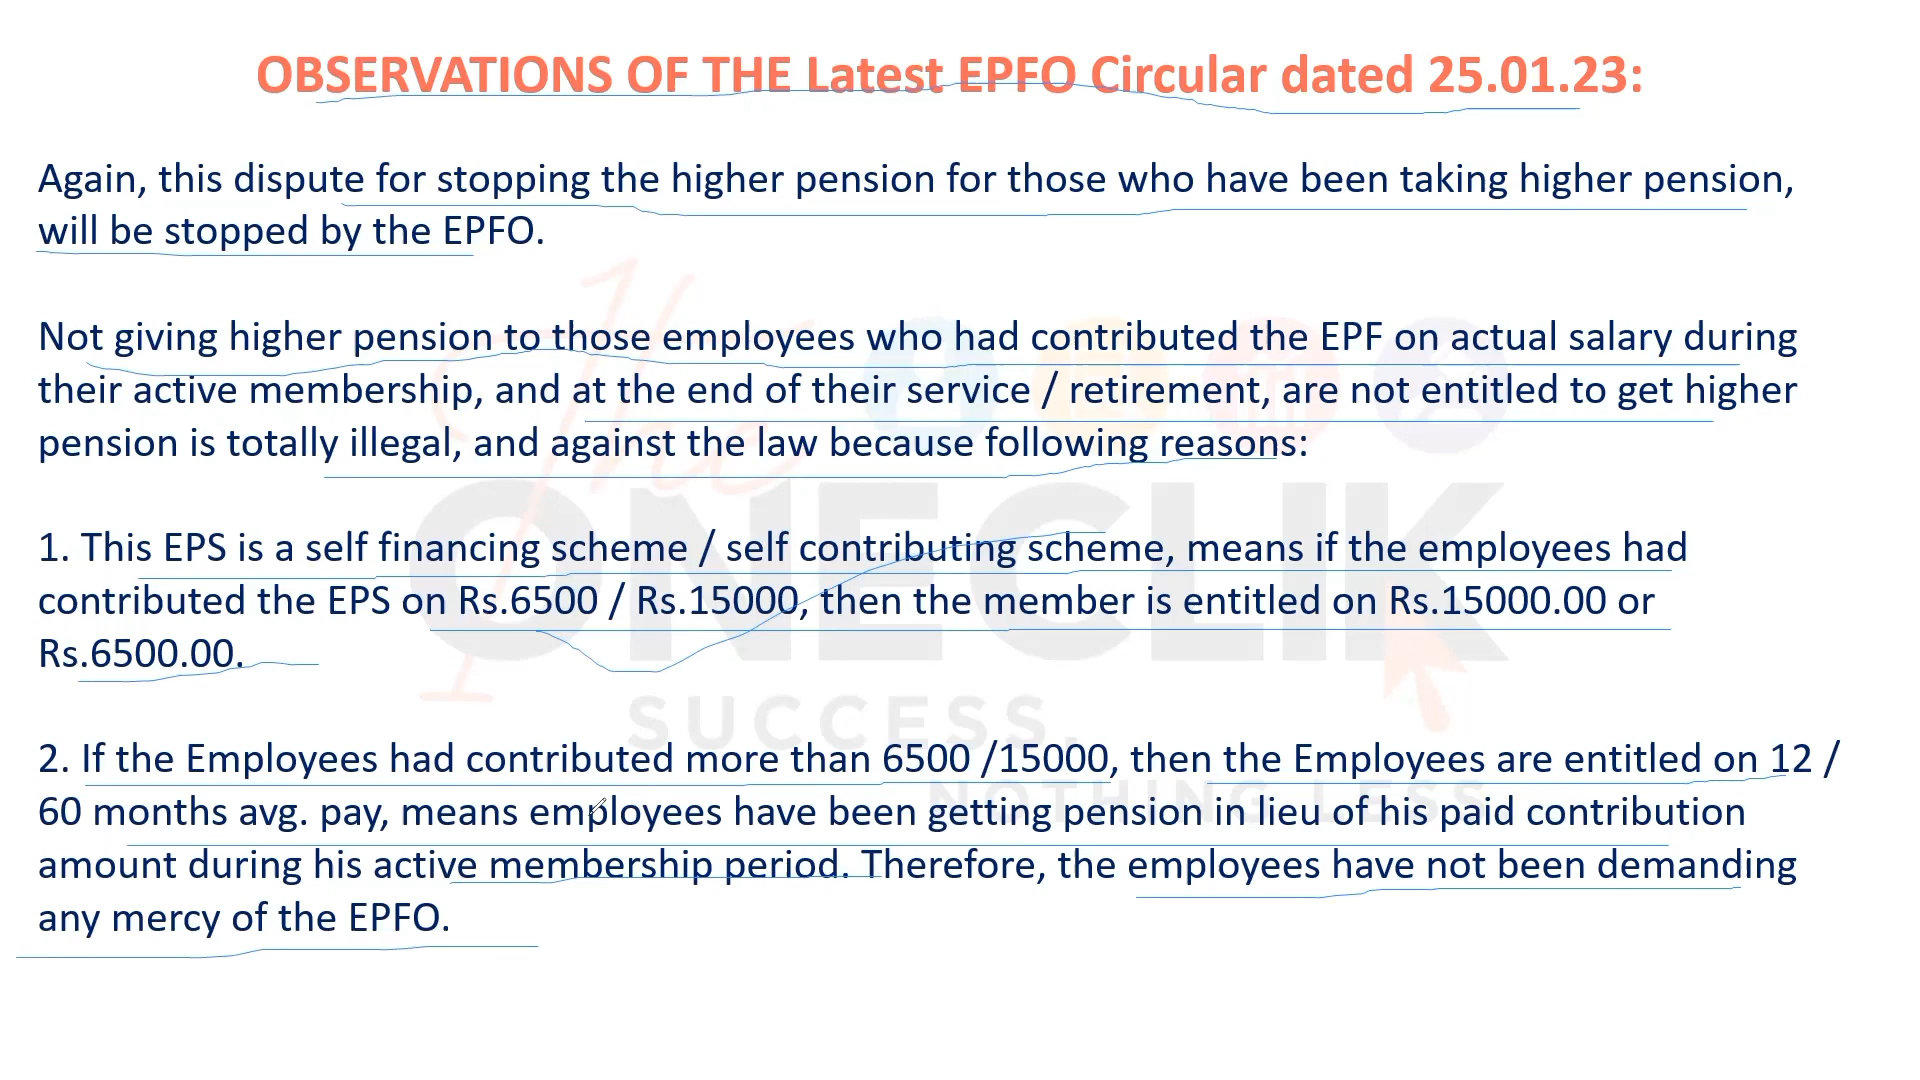 OBSERVATIONS OF THE Latest EPFO Circular dated 25.01.23:
Again, this dispute for stopping the higher pension for those who have been taking higher pension,
will be stopped by the EPFO.
Not giving higher pension to those employees who had contributed the EPF on actual salary during
their active membership, and at the end of their service / retirement, are not entitled to get higher
pension is totally illegal, and against the law because following reasons:
1. This EPS is a self financing scheme / self contributing scheme, means if the employees had
contributed the EPS on Rs.6500 / Rs.15000, then the member is entitled on Rs.15000.00 or
Rs.6500.00.
2. If the Employees had contributed more than 6500 /15000, then the Employees are entitled on 12 /
60 months avg. pay, means employees have been getting pension in lieu of his paid contribution
amount during his active membership period. Therefore, the employees have not been demanding
any mercy of the EPFO.
The
ONECLIK
SUCCESS.
NOTHING LESS.